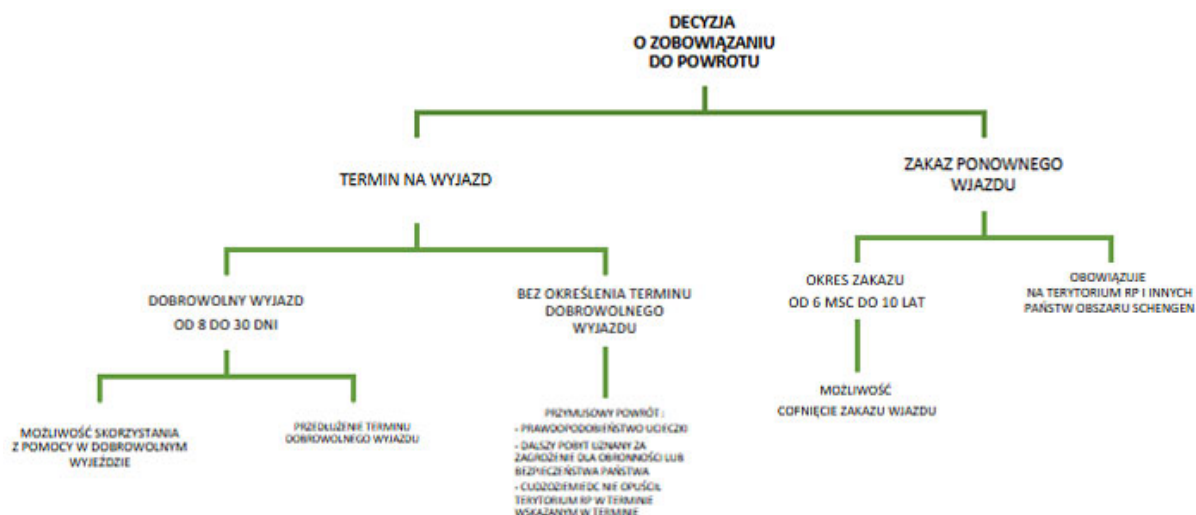 DECYZJA
O ZOBOWIĄZANIU
DO POWROTU
TERMIN NA WYJAZD
ZAKAZ PONOWNEGO
WJAZDU
DOBROWOLNY WYJAZD
OD 8 DO 30 DNI
BEZ OKREŚLENIA TERMINU
DOBROWOLNEGO
WYJAZDU
OKRES ZAKAZU
OD 6 MSC DO 10 LAT
OBOWIĄZUJE
NA TERYTORIUM RP I INNYCH
PAŃSTW OBSZARU SCHENGEN
MOŻLIWOŚĆ SKORZYSTANIA
Z POMOCY W DOBROWOLNYM
WYJEŹDZIE
PRZEDŁUŻENIE TERMINU
DOBROWOLNEGO WYJAZDU
PRZYMUSOWY POWRÓT :
- PRAWDOPODOBIEŃSTWO UCIECZKI
- DALSZY POBYT UZNANY ZA
ZAGROŻENIE DLA OBRONNOŚCI LUB
BEZPIECZEŃSTWA PAŃSTWA
- CUDZOZIEMIEDC NIE OPUŚCIŁ
TERYTORIUM RP W TERMINIE
WSKAZANYM W TERMINIE
MOŻLIWOŚĆ
COFNIĘCIE ZAKAZU WJAZDU